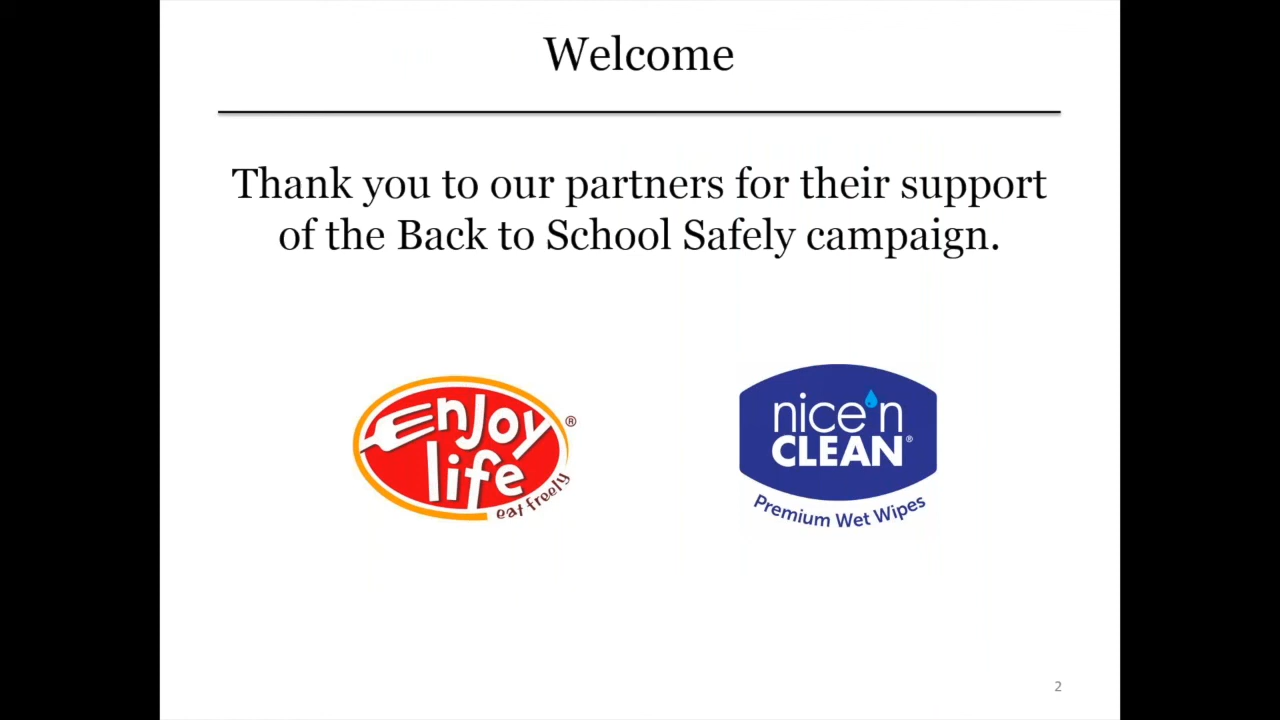 Welcome
Thank you to our partners for their support
of the Back to School Safely campaign.
enjoy
life
®
eat freely
nice'n
CLEAN®
Premium Wet Wipes
2